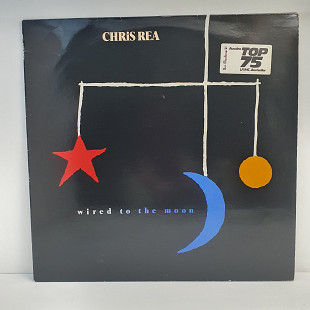 CHRiS REA
TOP
75
wired to the moon